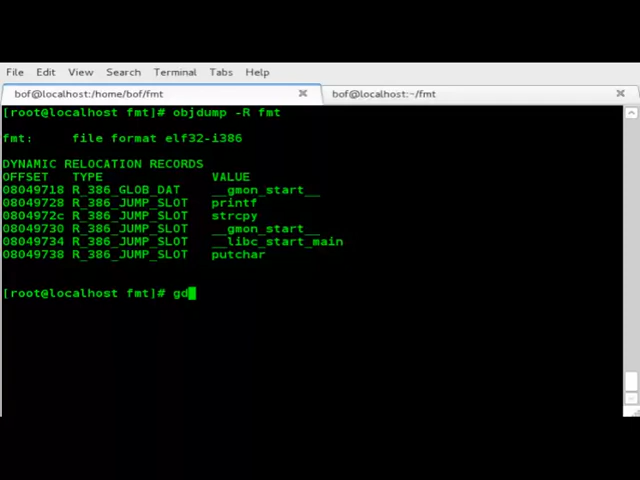 File Edit View Search Terminal Tabs Help
bof@localhost:/home/bof/fmt bof@localhost:~/fmt
[root@localhost fmt]# objdump -R fmt
fmt:     file format elf32-i386
DYNAMIC RELOCATION RECORDS
OFFSET   TYPE              VALUE
08049718 R_386_GLOB_DAT    __gmon_start__
08049728 R_386_JUMP_SLOT   printf
0804972c R_386_JUMP_SLOT   strcpy
08049730 R_386_JUMP_SLOT   __gmon_start__
08049734 R_386_JUMP_SLOT   __libc_start_main
08049738 R_386_JUMP_SLOT   putchar
[root@localhost fmt]# gd